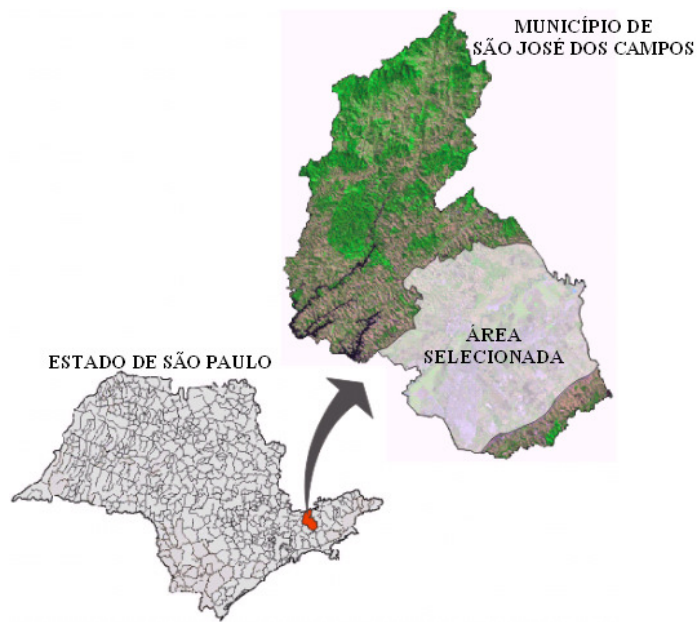 MUNICÍPIO DE
SÃO JOSÉ DOS CAMPOS
ÁREA
SELECIONADA
ESTADO DE SÃO PAULO